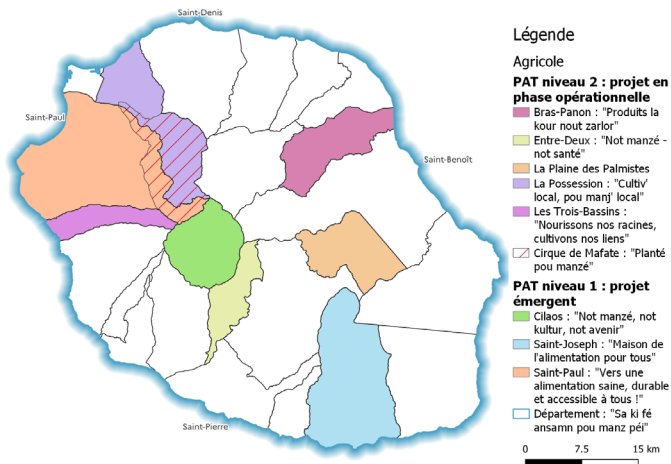 Saint-Denis
Saint-Paul
Saint-Benoît
Saint-Pierre
Légende
Agricole
PAT niveau 2 : projet en
phase opérationnelle
Bras-Panon : "Produits la
kour nout zarlor"
Entre-Deux : "Not manzé -
not santé"
La Plaine des Palmistes
La Possession : "Cultiv'
local, pou manj' local"
Les Trois-Bassins :
"Nourissons nos racines,
cultivons nos liens"
Cirque de Mafate : "Planté
pou manzé"
PAT niveau 1 : projet
émergent
Cilaos : "Not manzé, not
kultur, not avenir"
Saint-Joseph : "Maison de
l'alimentation pour tous"
Saint-Paul : "Vers une
alimentation saine, durable
et accessible à tous !"
Département : "Sa ki fé
ansamn pou manz péi"
0 7.5 15 km